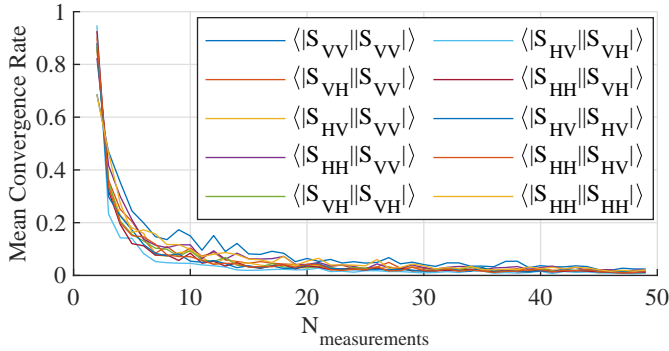 1
0.8
0.6
0.4
0.2
0
Mean Convergence Rate
⟨|S_VV||S_VV|⟩ ⟨|S_HV||S_VH|⟩
⟨|S_VH||S_VV|⟩ ⟨|S_HH||S_VH|⟩
⟨|S_HV||S_VV|⟩ ⟨|S_HV||S_HV|⟩
⟨|S_HH||S_VV|⟩ ⟨|S_HH||S_HV|⟩
⟨|S_VH||S_VH|⟩ ⟨|S_HH||S_HH|⟩
0 10 20 30 40 50
N_measurements